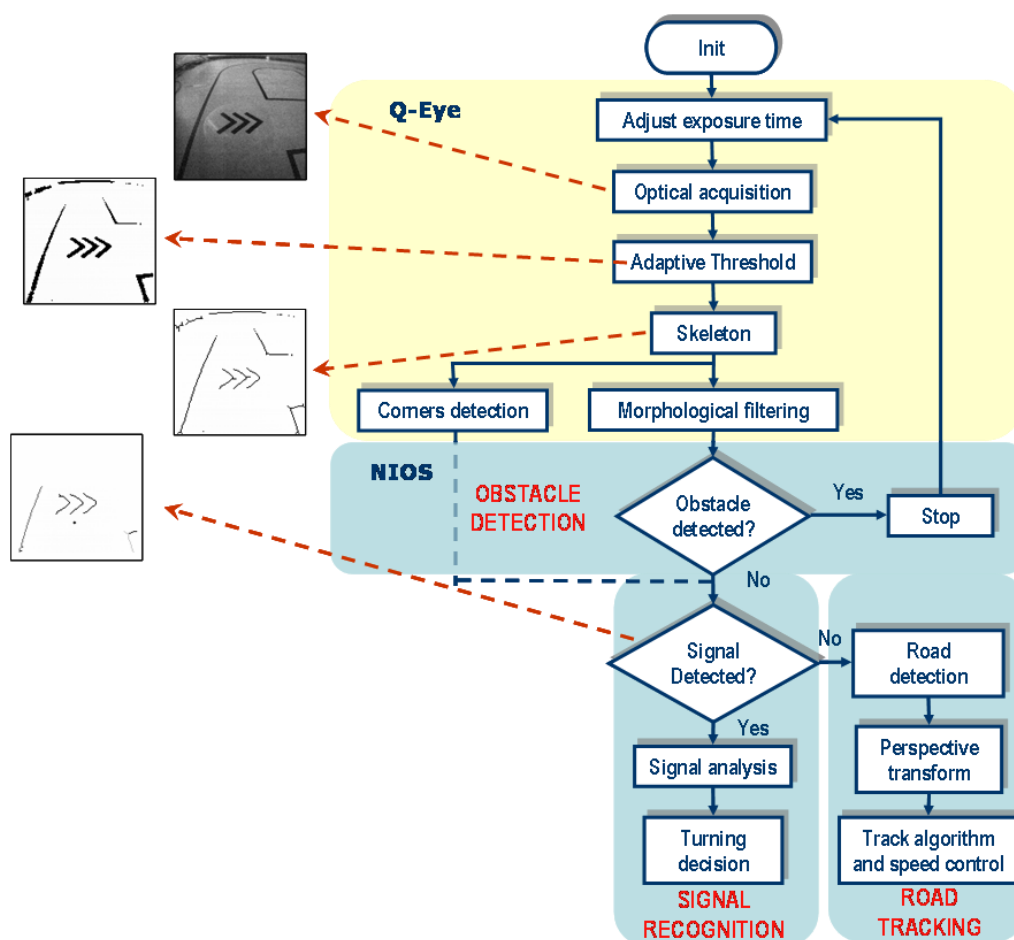 Init
Q-Eye
Adjust exposure time
Optical acquisition
Adaptive Threshold
Skeleton
Corners detection
Morphological filtering
NIOS
OBSTACLE
DETECTION
Obstacle
detected?
Yes
Stop
No
Signal
Detected?
No
Road
detection
Yes
Signal analysis
Perspective
transform
Turning
decision
Track algorithm
and speed control
SIGNAL
RECOGNITION
ROAD
TRACKING